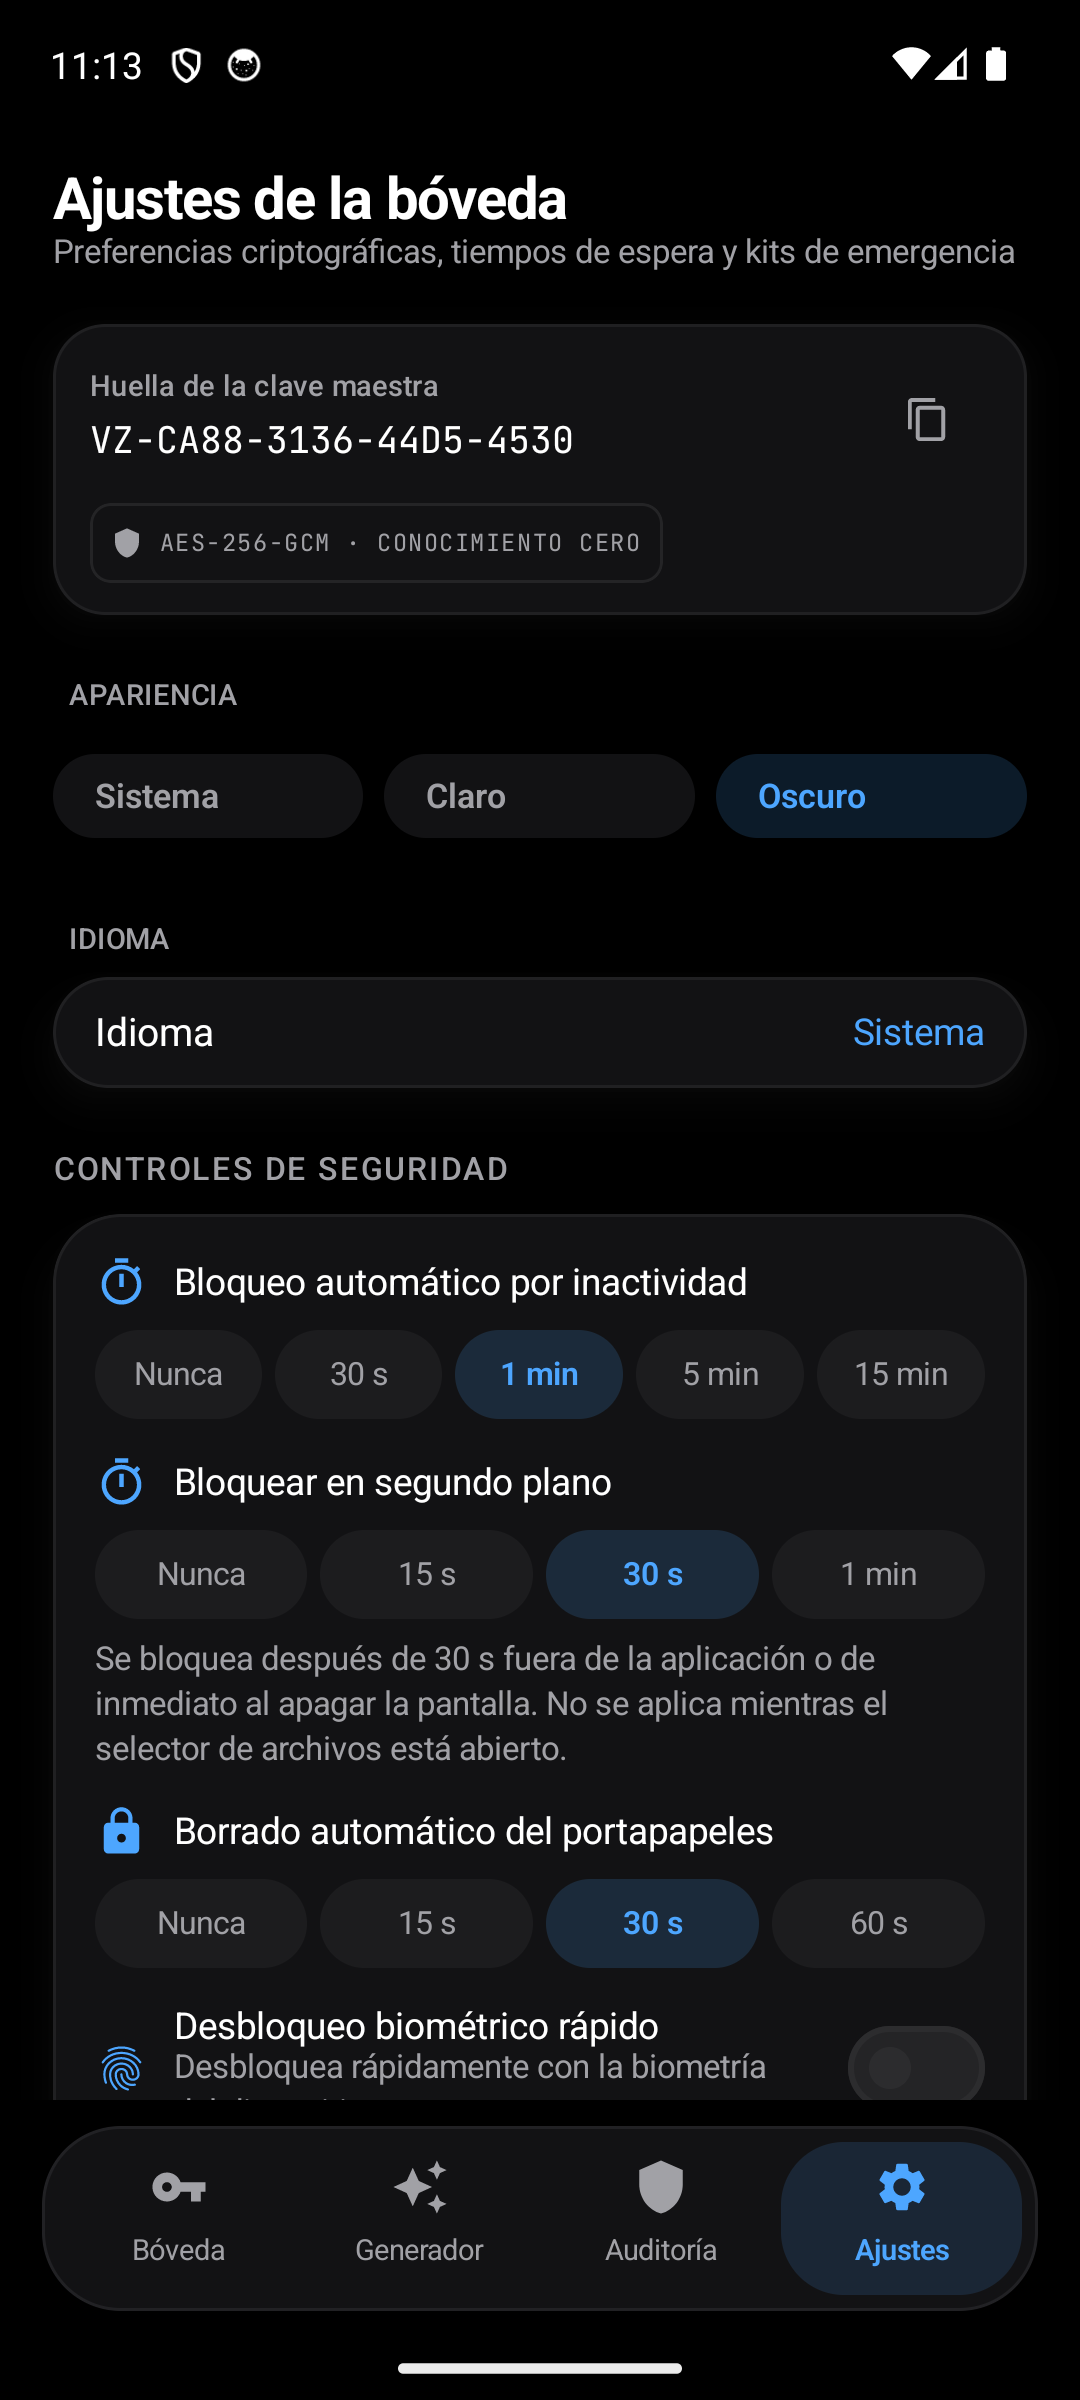 11:13
Ajustes de la bóveda
Preferencias criptográficas, tiempos de espera y kits de emergencia
Huella de la clave maestra
VZ-CA88-3136-44D5-4530
AES-256-GCM · CONOCIMIENTO CERO
APARIENCIA
Sistema Claro Oscuro
IDIOMA
Idioma Sistema
CONTROLES DE SEGURIDAD
Bloqueo automático por inactividad
Nunca 30 s 1 min 5 min 15 min
Bloquear en segundo plano
Nunca 15 s 30 s 1 min
Se bloquea después de 30 s fuera de la aplicación o de
inmediato al apagar la pantalla. No se aplica mientras el
selector de archivos está abierto.
Borrado automático del portapapeles
Nunca 15 s 30 s 60 s
Desbloqueo biométrico rápido
Desbloquea rápidamente con la biometría
Bóveda Generador Auditoría Ajustes